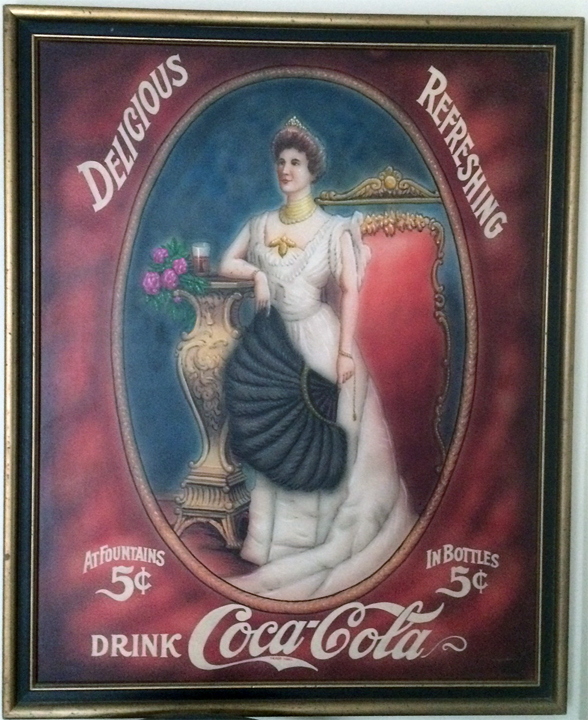 DELICIOUS
REFRESHING
AT FOUNTAINS
5¢
IN BOTTLES
5¢
DRINK Coca-Cola